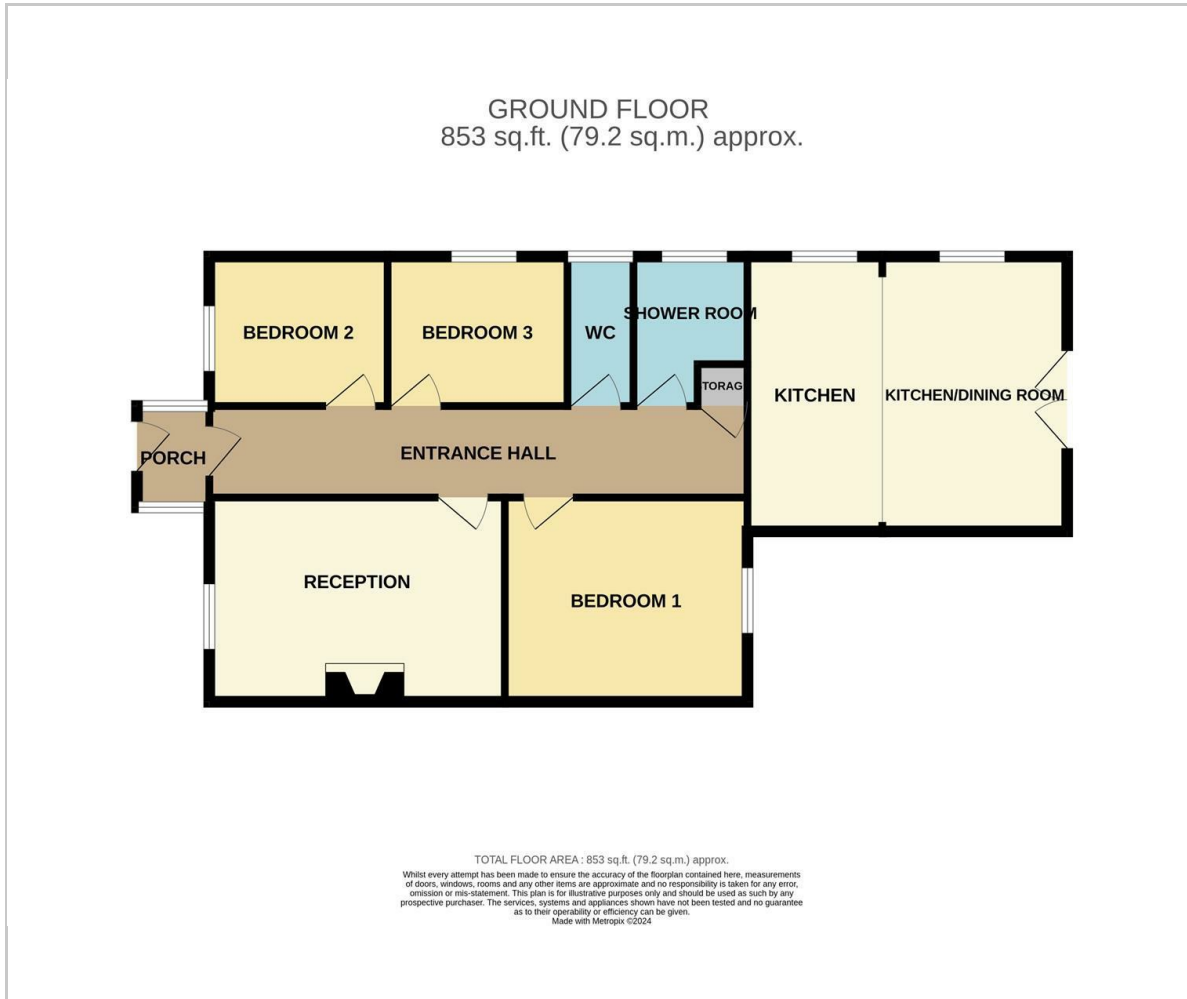 GROUND FLOOR
853 sq.ft. (79.2 sq.m.) approx.
BEDROOM 2
BEDROOM 3
WC
SHOWER ROOM
TORAG
KITCHEN
KITCHEN/DINING ROOM
PORCH
ENTRANCE HALL
RECEPTION
BEDROOM 1
TOTAL FLOOR AREA : 853 sq.ft. (79.2 sq.m.) approx.
Whilst every attempt has been made to ensure the accuracy of the floorplan contained here, measurements
of doors, windows, rooms and any other items are approximate and no responsibility is taken for any error,
omission or mis-statement. This plan is for illustrative purposes only and should be used as such by any
prospective purchaser. The services, systems and appliances shown have not been tested and no guarantee
as to their operability or efficiency can be given.
Made with Metropix ©2024